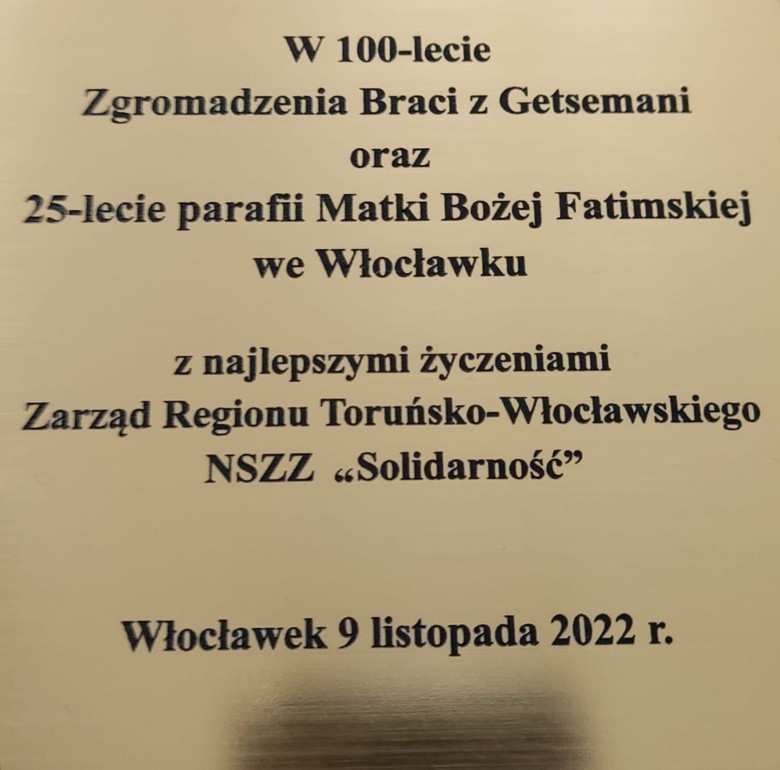 W 100-lecie
Zgromadzenia Braci z Getsemani
oraz
25-lecie parafii Matki Bożej Fatimskiej
we Włocławku
z najlepszymi życzeniami
Zarząd Regionu Toruńsko-Włocławskiego
NSZZ „Solidarność”
Włocławek 9 listopada 2022 r.